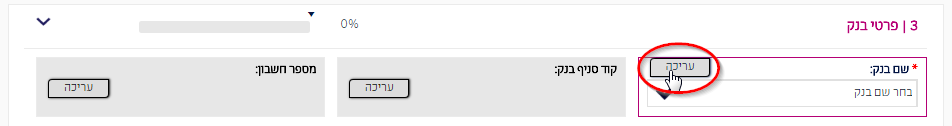 3 | פרטי בנק
0%
* שם בנק:
עריכה
קוד סניף בנק:
מספר חשבון:
בחר שם בנק
עריכה
עריכה